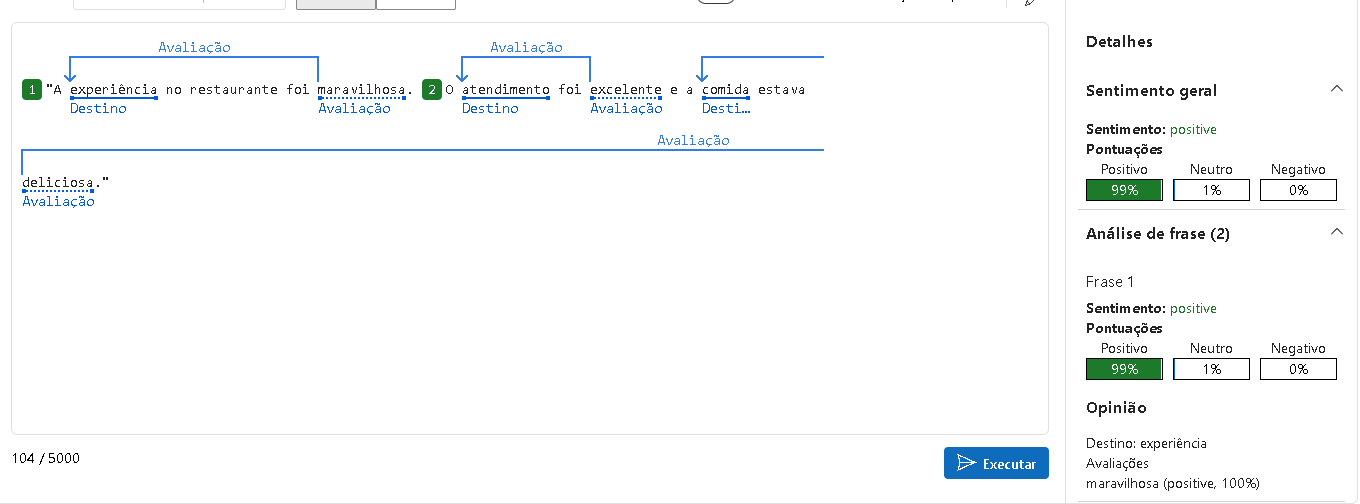 Avaliação Avaliação
1 "A experiência no restaurante foi maravilhosa. 2 O atendimento foi excelente e a comida estava
Destino Avaliação Destino Avaliação Desti…
Avaliação
deliciosa."
Avaliação
104 / 5000
Executar
Detalhes
Sentimento geral
Sentimento: positive
Pontuações
Positivo Neutro Negativo
99% 1% 0%
Análise de frase (2)
Frase 1
Sentimento: positive
Pontuações
Positivo Neutro Negativo
99% 1% 0%
Opinião
Destino: experiência
Avaliações
maravilhosa (positive, 100%)